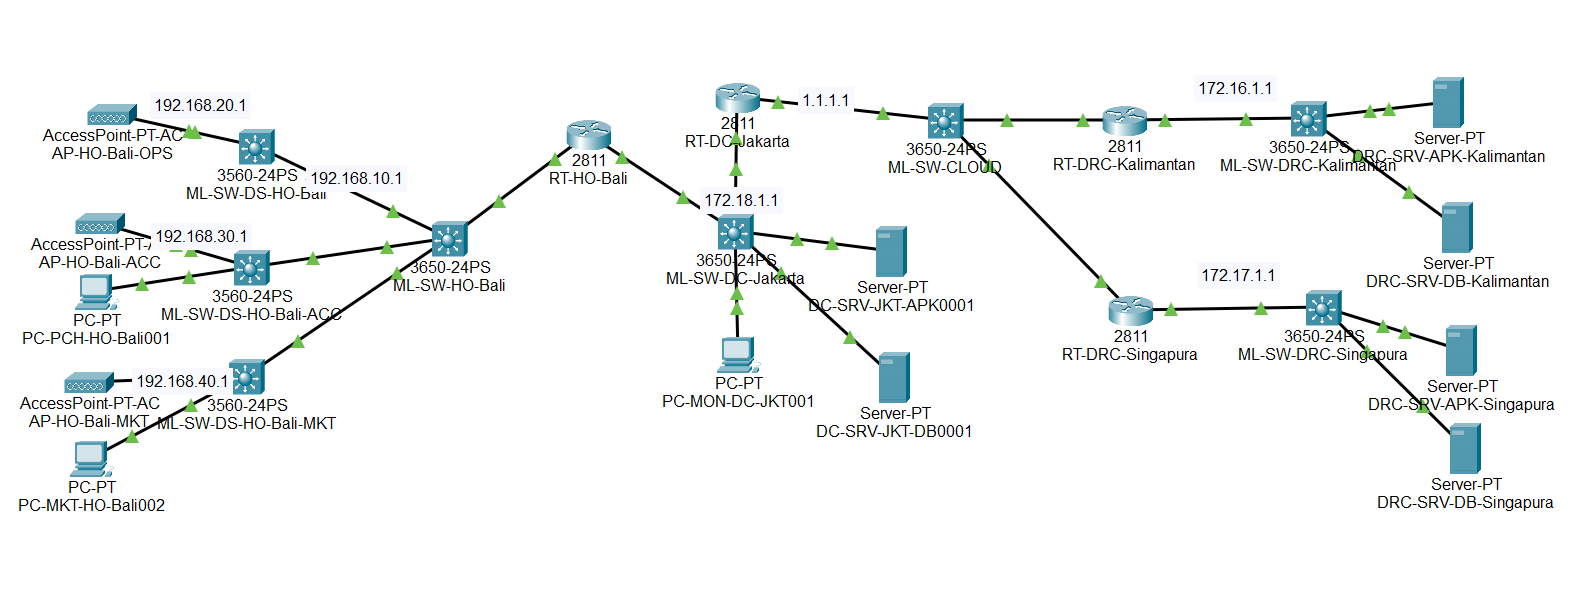 192.168.20.1
AccessPoint-PT-AC
AP-HO-Bali-OPS
3560-24PS
ML-SW-DS-HO-Bali
192.168.10.1
AccessPoint-PT-A
AP-HO-Bali-ACC
192.168.30.1
3560-24PS
ML-SW-DS-HO-Bali-ACC
PC-PT
PC-PCH-HO-Bali001
192.168.40.1
AccessPoint-PT-AC
AP-HO-Bali-MKT
3560-24PS
ML-SW-DS-HO-Bali-MKT
PC-PT
PC-MKT-HO-Bali002
3650-24PS
ML-SW-HO-Bali
2811
RT-HO-Bali
2811
RT-DC-Jakarta
1.1.1.1
172.18.1.1
3650-24PS
ML-SW-DC-Jakarta
Server-PT
DC-SRV-JKT-APK0001
PC-PT
PC-MON-DC-JKT001
Server-PT
DC-SRV-JKT-DB0001
3650-24PS
ML-SW-CLOUD
2811
RT-DRC-Kalimantan
172.16.1.1
3650-24PS
ML-SW-DRC-Kalimantan
Server-PT
DRC-SRV-APK-Kalimantan
Server-PT
DRC-SRV-DB-Kalimantan
172.17.1.1
2811
RT-DRC-Singapura
3650-24PS
ML-SW-DRC-Singapura
Server-PT
DRC-SRV-APK-Singapura
Server-PT
DRC-SRV-DB-Singapura